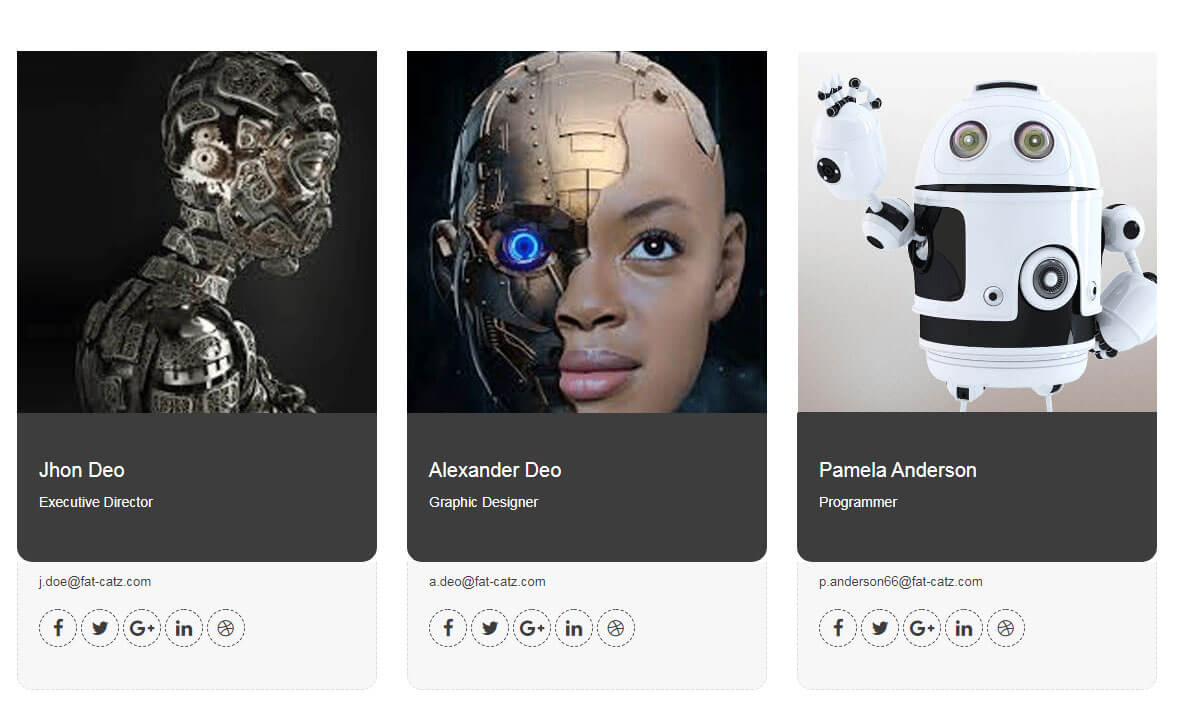 Jhon Deo
Executive Director
j.doe@fat-catz.com
G+
in
Alexander Deo
Graphic Designer
a.deo@fat-catz.com
G+
in
Pamela Anderson
Programmer
p.anderson66@fat-catz.com
G+
in